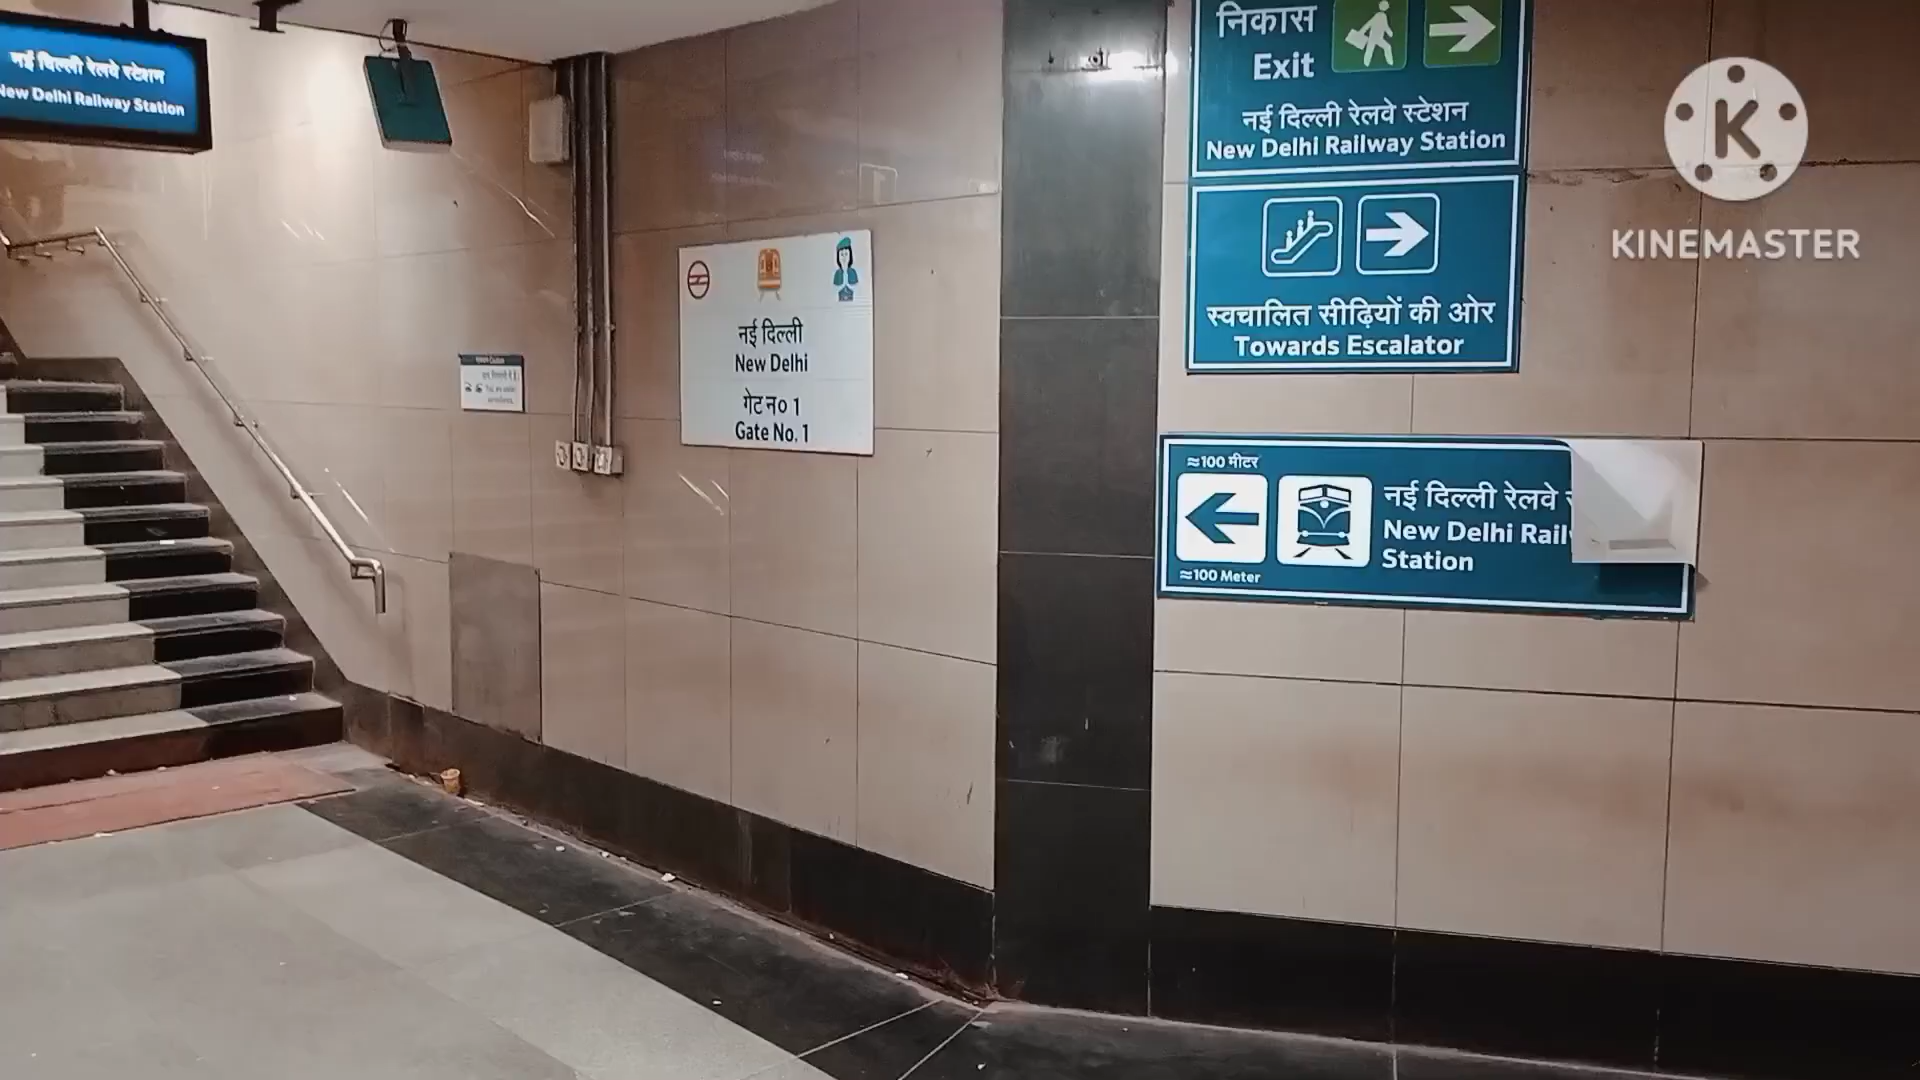 नई दिल्ली रेलवे स्टेशन
New Delhi Railway Station
निकास
Exit
नई दिल्ली रेलवे स्टेशन
New Delhi Railway Station
स्वचालित सीढ़ियों की ओर
Towards Escalator
नई दिल्ली
New Delhi
गेट न० 1
Gate No. 1
≈100 मीटर
नई दिल्ली रेलवे
New Delhi Rail
Station
≈100 Meter
K
KINEMASTER